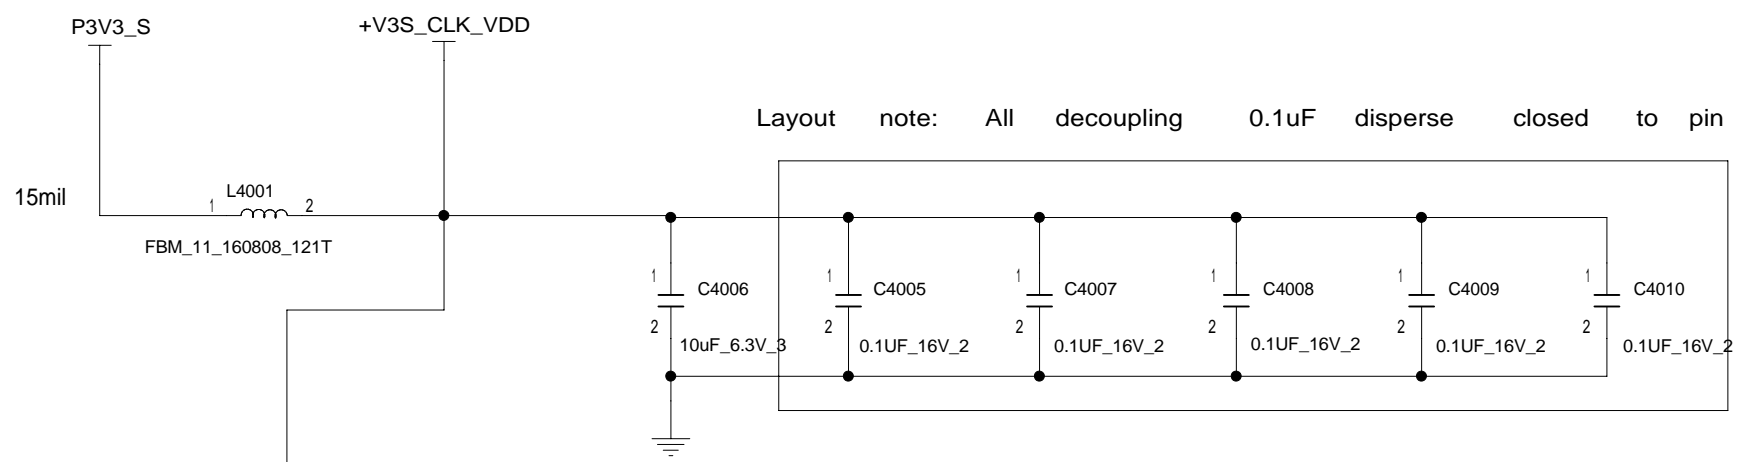 P3V3_S
+V3S_CLK_VDD
Layout note: All decoupling 0.1uF disperse closed to pin
15mil
L4001
1 2
FBM_11_160808_121T
1 1 1 1 1 1
C4006 C4005 C4007 C4008 C4009 C4010
2 2 2 2 2 2
10uF_6.3V_3 0.1UF_16V_2 0.1UF_16V_2 0.1UF_16V_2 0.1UF_16V_2 0.1UF_16V_2